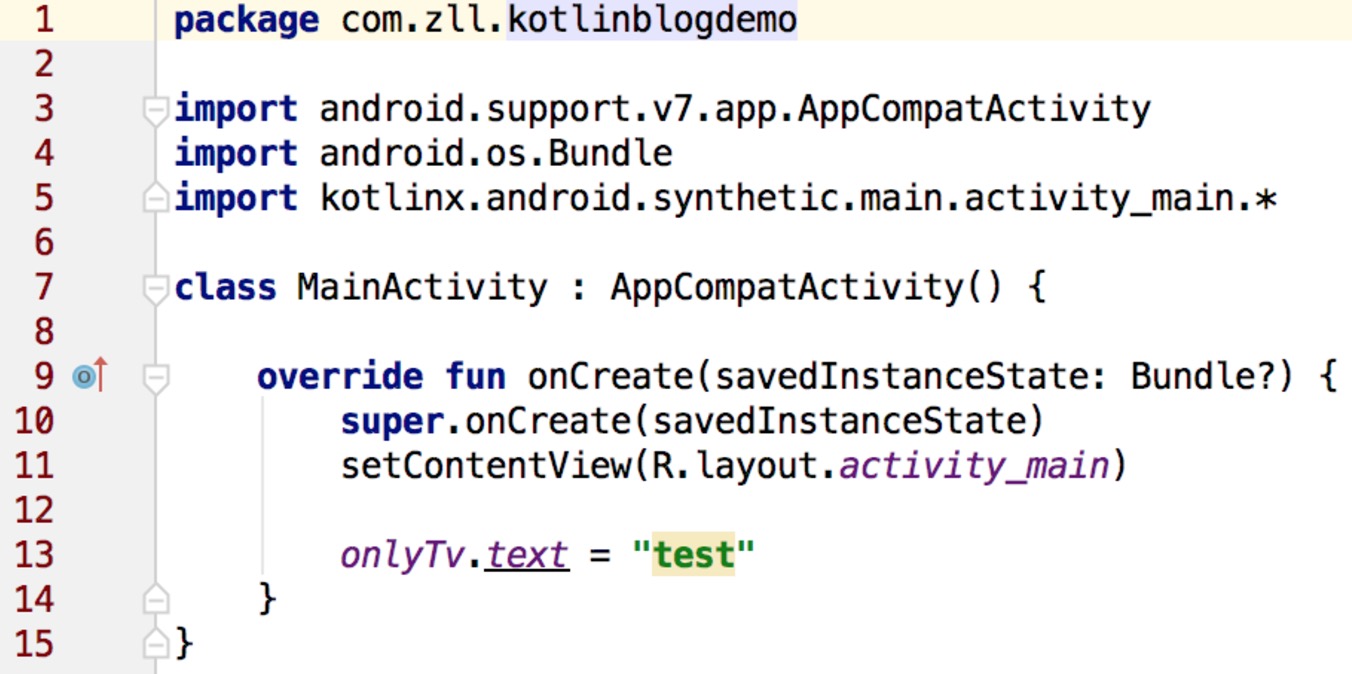 1 package com.zll.kotlinblogdemo
2
3 import android.support.v7.app.AppCompatActivity
4 import android.os.Bundle
5 import kotlinx.android.synthetic.main.activity_main.*
6
7 class MainActivity : AppCompatActivity() {
8
9     override fun onCreate(savedInstanceState: Bundle?) {
10         super.onCreate(savedInstanceState)
11         setContentView(R.layout.activity_main)
12
13         onlyTv.text = "test"
14     }
15 }